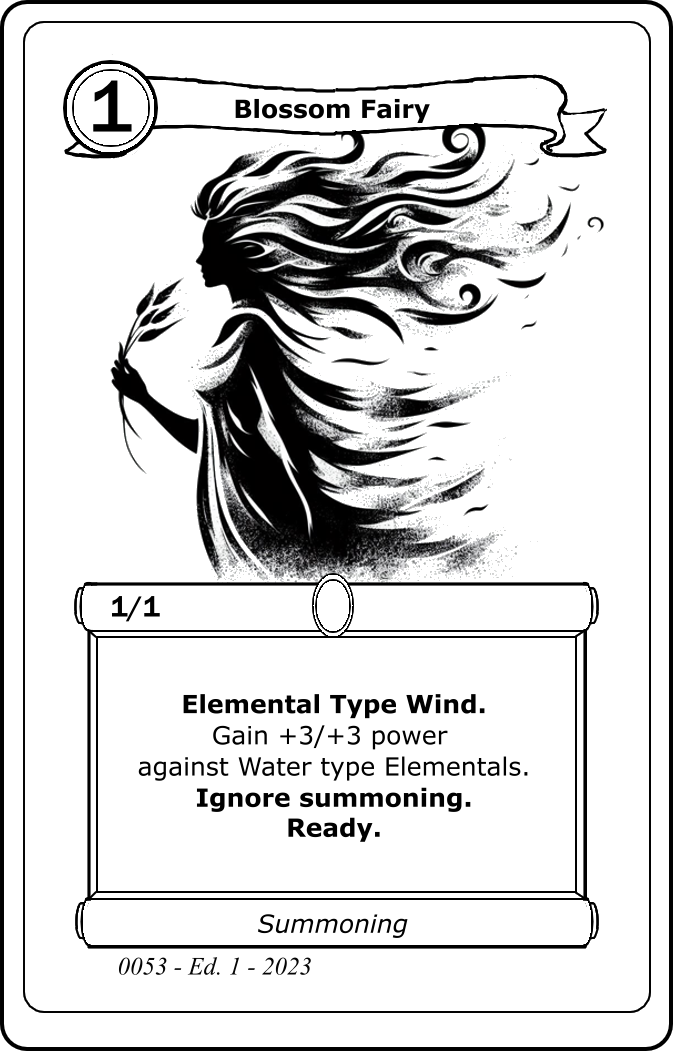 1
Blossom Fairy
1/1
Elemental Type Wind.
Gain +3/+3 power
against Water type Elementals.
Ignore summoning.
Ready.
Summoning
0053 - Ed. 1 - 2023